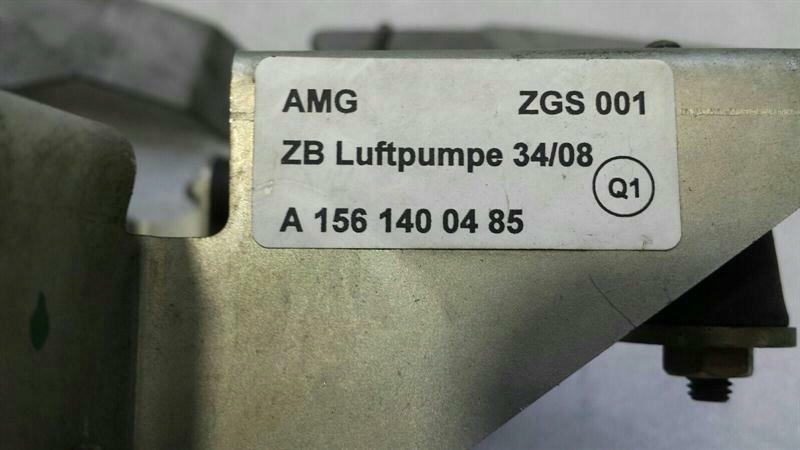 AMG ZGS 001
ZB Luftpumpe 34/08
Q1
A 156 140 04 85